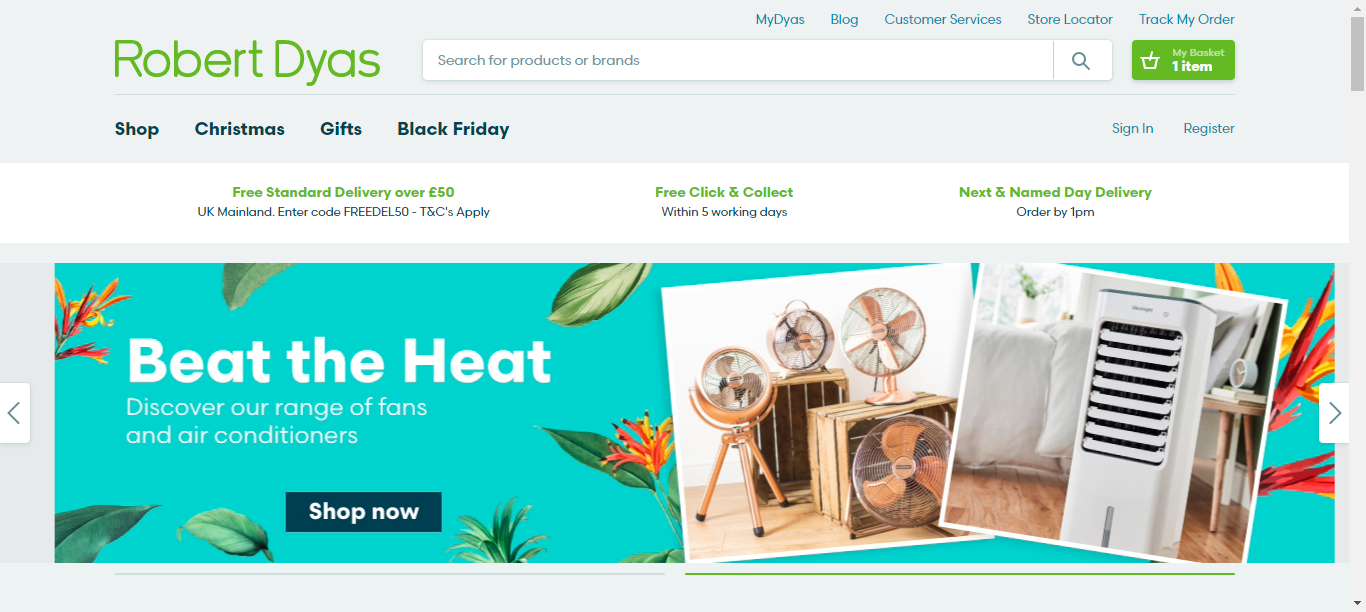 MyDyas Blog Customer Services Store Locator Track My Order
Robert Dyas
Search for products or brands
My Basket
1 item
Shop Christmas Gifts Black Friday
Sign In Register
Free Standard Delivery over £50
UK Mainland. Enter code FREEDEL50 - T&C's Apply
Free Click & Collect
Within 5 working days
Next & Named Day Delivery
Order by 1pm
Beat the Heat
Discover our range of fans
and air conditioners
Shop now